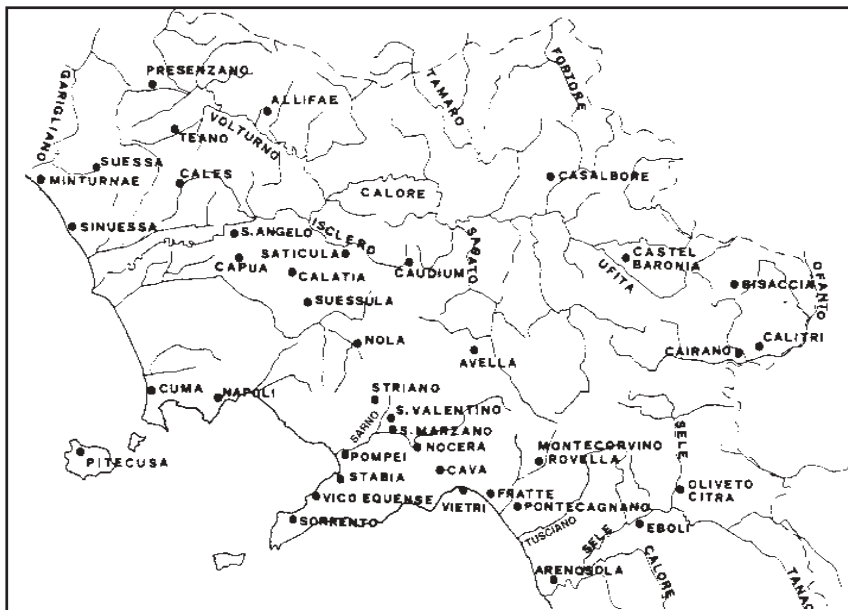 GARIGLIANO
PRESENZANO
ALLIFAE
TAMARO
FORTORE
TEANO
VOLTURNO
SUESSA
MINTURNAE
CALES
CALORE
CASALBORE
SINUESSA
S.ANGELO
ISCLERO
SATICULA
CAPUA
CALATIA
CAUDIUM
SABATO
CASTEL
BARONIA
UFITA
BISACCIA
OFANTO
SUESSULA
NOLA
AVELLA
CAIRANO
CALITRI
CUMA
NAPOLI
STRIANO
SARNO
S.VALENTINO
S.MARZANO
NOCERA
PITECUSA
POMPEI
CAVA
MONTECORVINO
ROVELLA
SELE
STABIA
VICO EQUENSE
VIETRI
FRATTE
PONTECAGNANO
OLIVETO
CITRA
SORRENTO
TUSCIANO
SELE
EBOLI
ARENOSOLA
CALORE
TANAG